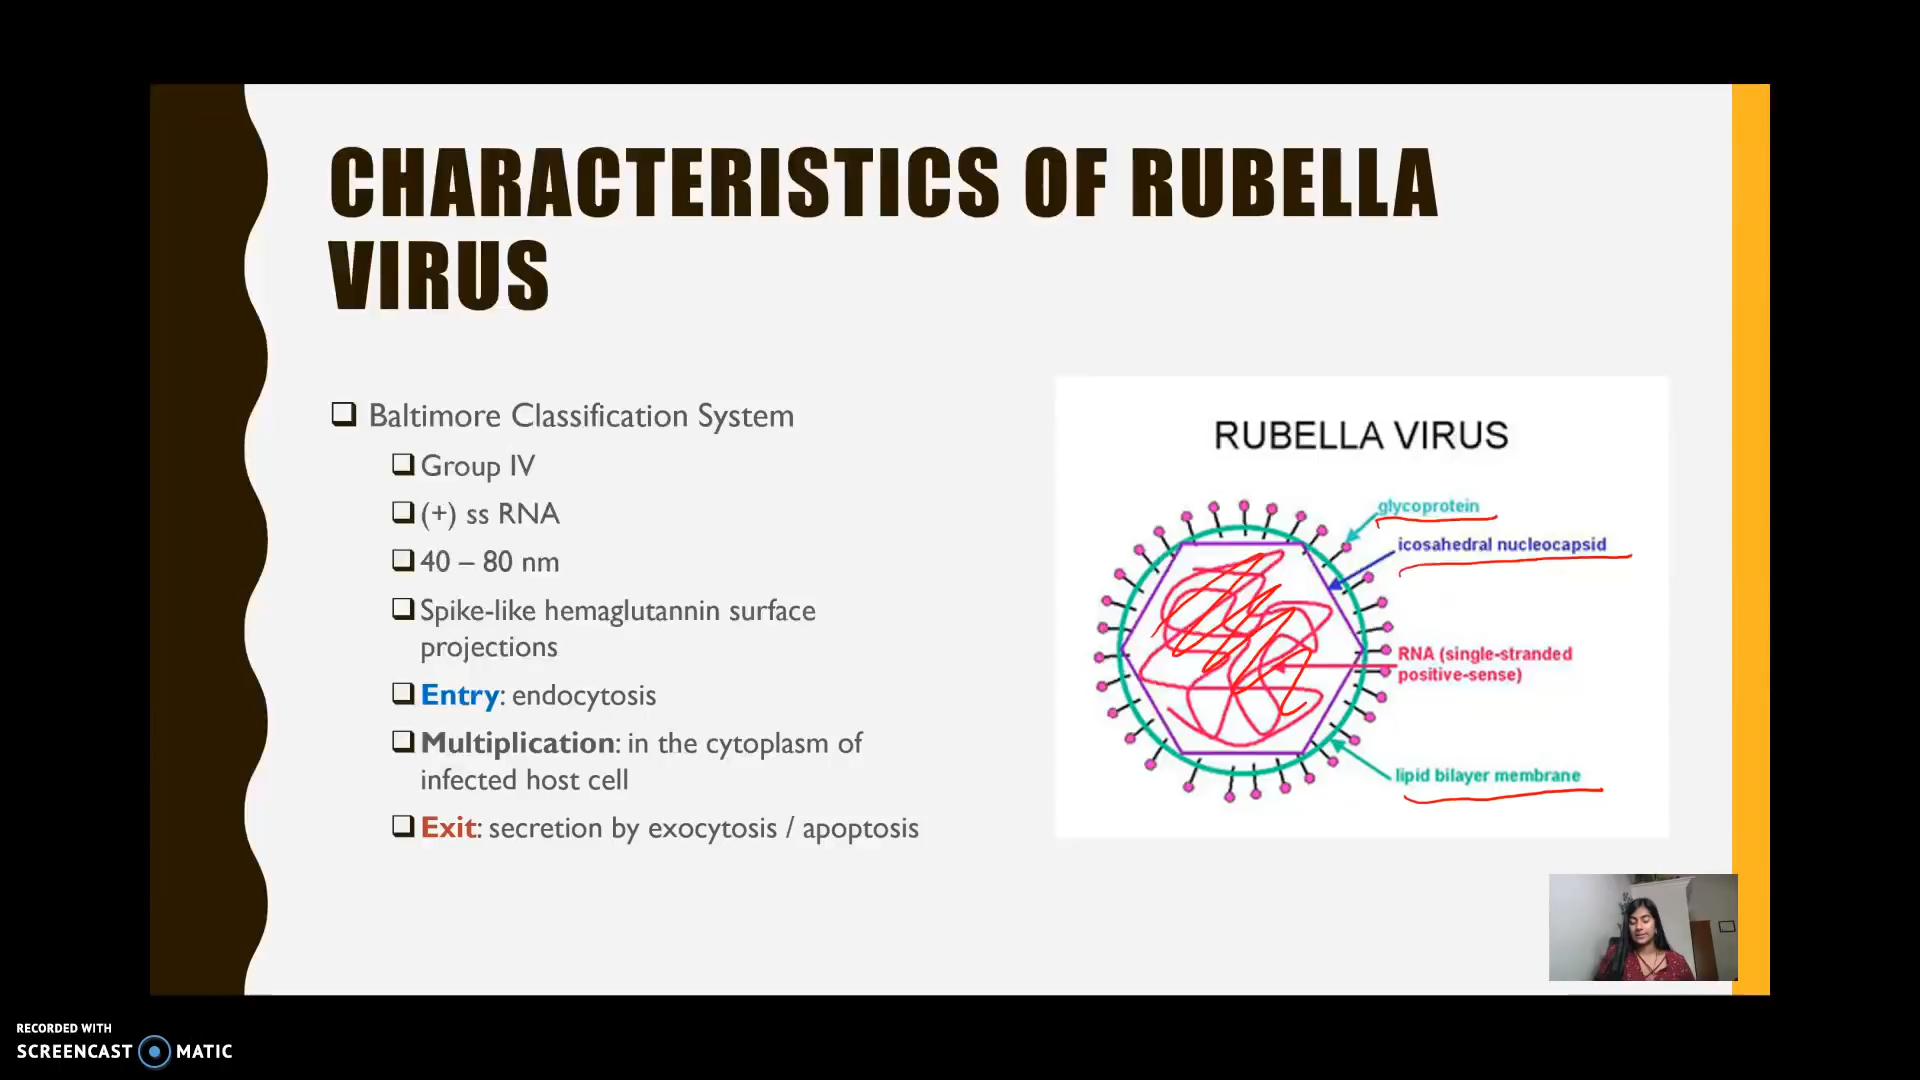 CHARACTERISTICS OF RUBELLA
VIRUS
Baltimore Classification System
Group IV
(+) ss RNA
40 – 80 nm
Spike-like hemaglutannin surface
projections
Entry: endocytosis
Multiplication: in the cytoplasm of
infected host cell
Exit: secretion by exocytosis / apoptosis
RUBELLA VIRUS
glycoprotein
icosahedral nucleocapsid
RNA (single-stranded
positive-sense)
lipid bilayer membrane
RECORDED WITH
SCREENCAST MATIC